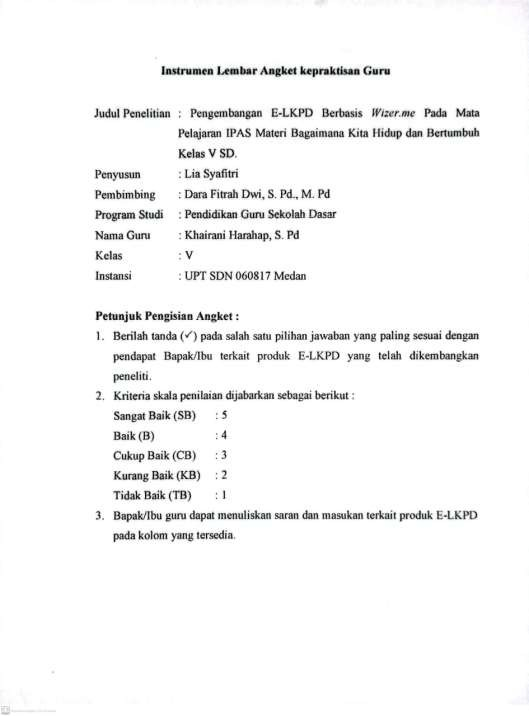 Instrumen Lembar Angket kepraktisan Guru
Judul Penelitian : Pengembangan E-LKPD Berbasis Wizer.me Pada Mata
Pelajaran IPAS Materi Bagaimana Kita Hidup dan Bertumbuh
Kelas V SD.
Penyusun : Lia Syafitri
Pembimbing : Dara Fitrah Dwi, S. Pd., M. Pd
Program Studi : Pendidikan Guru Sekolah Dasar
Nama Guru : Khairani Harahap, S. Pd
Kelas : V
Instansi : UPT SDN 060817 Medan
Petunjuk Pengisian Angket :
1. Berilah tanda (✓) pada salah satu pilihan jawaban yang paling sesuai dengan
pendapat Bapak/Ibu terkait produk E-LKPD yang telah dikembangkan
peneliti.
2. Kriteria skala penilaian dijabarkan sebagai berikut :
Sangat Baik (SB) : 5
Baik (B) : 4
Cukup Baik (CB) : 3
Kurang Baik (KB) : 2
Tidak Baik (TB) : 1
3. Bapak/Ibu guru dapat menuliskan saran dan masukan terkait produk E-LKPD
pada kolom yang tersedia.